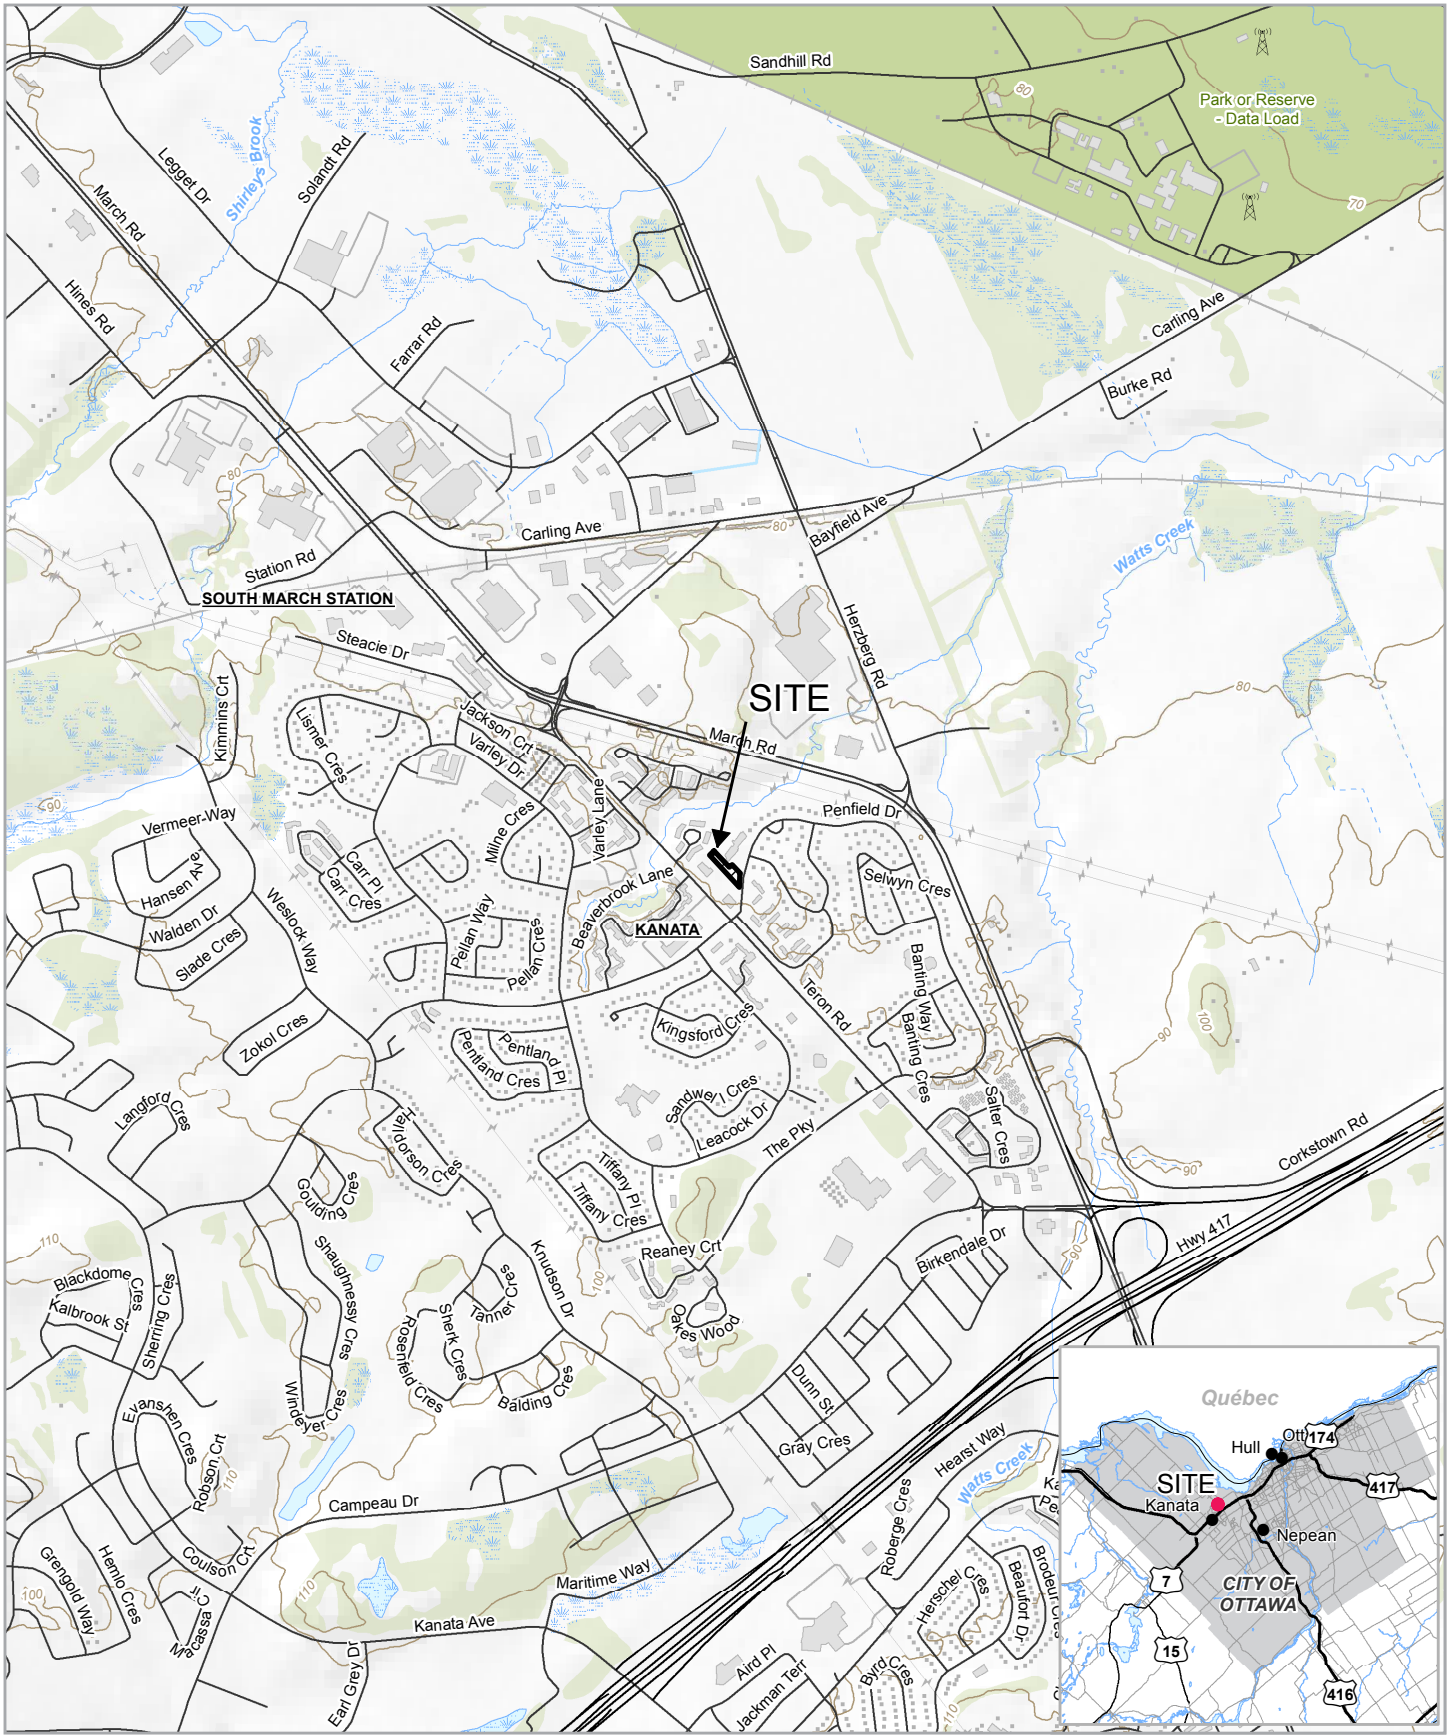 Sandhill Rd
80
Park or Reserve
- Data Load
70
Legget Dr
Shirleys Brook
Solandt Rd
March Rd
Hines Rd
Farrar Rd
Carling Ave
Burke Rd
80
Carling Ave
80
Bayfield Ave
Watts Creek
Station Rd
SOUTH MARCH STATION
Steacie Dr
Herzberg Rd
80
SITE
Kimmins Crt
Lismer Cres
Jackson Crt
Varley Dr
March Rd
90
Vermeer Way
Milne Cres
Varley Lane
Penfield Dr
Carr Pl
Carr Cres
Hansen Ave
Selwyn Cres
Beaverbrook Lane
Weslock Way
Walden Dr
Slade Cres
Pellan Way
Pellan Cres
KANATA
Banting Way
Teron Rd
Zokol Cres
Kingsford Cres
Banting Cres
100
90
Pentland Pl
Pentland Cres
Langford Cres
Sandwell Cres
Leacock Dr
The Pky
Salter Cres
Halldorson Cres
Corkstown Rd
90
Tiffany Pl
Tiffany Cres
Goulding Cres
Hwy 417
110
Reaney Crt
Birkendale Dr
90
Shaughnessy Cres
Knudson Dr
100
Blackdome Cres
Kalbrook St
Sherring Cres
Tanner Cres
Sherk Cres
Rosenfeld Cres
Oakes Wood
Balding Cres
Windeyer Cres
Dunn St
Gray Cres
Evanshen Cres
Robson Crt
110
Hearst Way
Watts Creek
Roberge Cres
Campeau Dr
Coulson Crt
Grengold Way
Hemlo Cres
100
Macassa Cir
110
Maritime Way
Kanata Ave
Earl Grey Dr
Herschel Cres
Beaufort Dr
Brodeur Cres
Aird Pl
Jackman Terr
Byrd Cres
110
Québec
Hull
Ott
174
SITE
Kanata
417
Nepean
7
CITY OF
OTTAWA
15
416